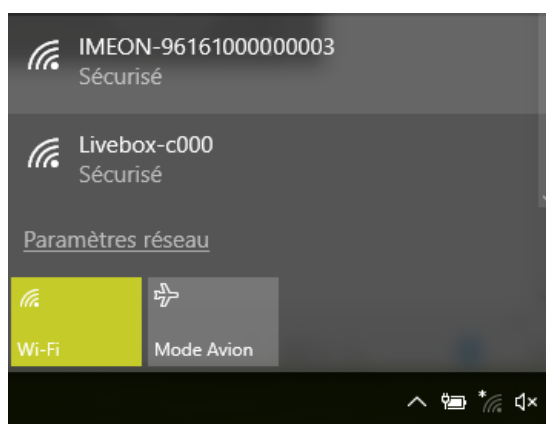 IMEON-96161000000003
Sécurisé
Livebox-c000
Sécurisé
Paramètres réseau
Wi-Fi
Mode Avion